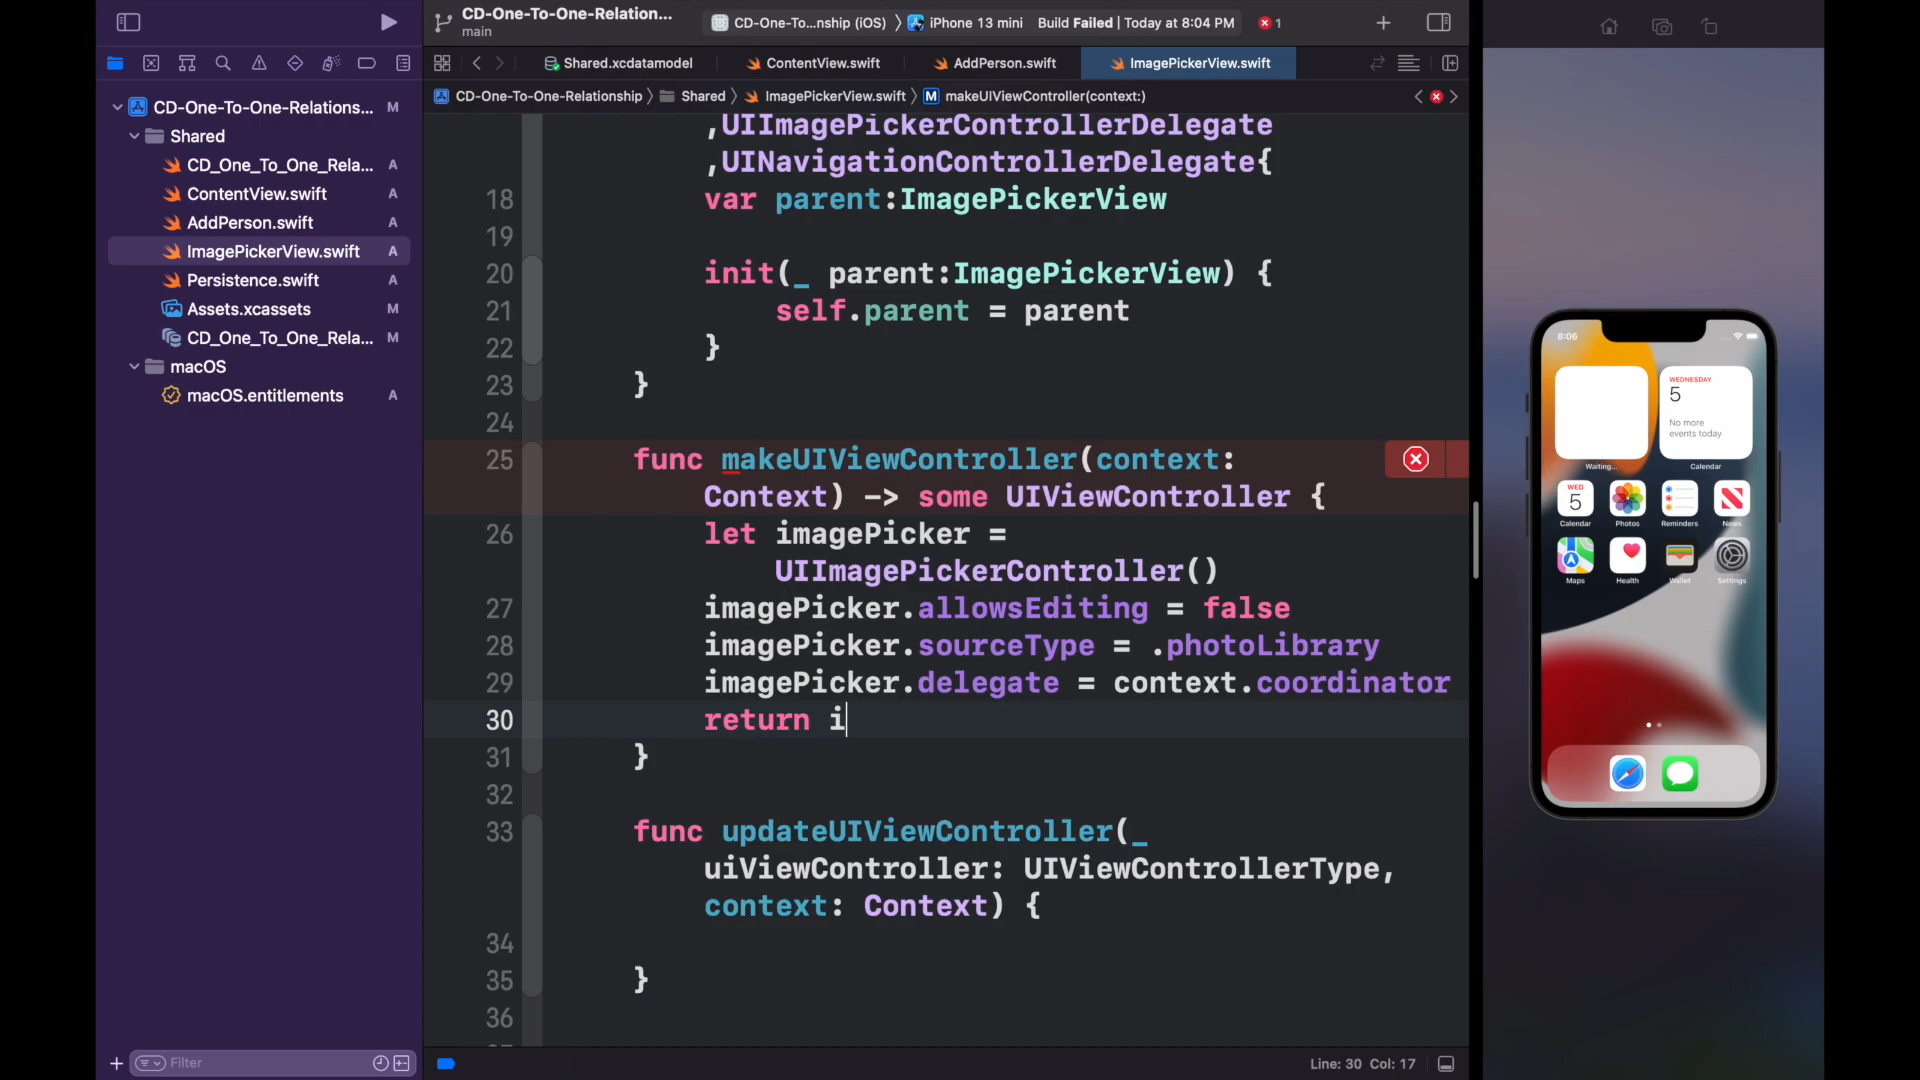 CD-One-To-One-Relation...
main
CD-One-To...nship (iOS)
iPhone 13 mini
Build Failed | Today at 8:04 PM
1
Shared.xcdatamodel
ContentView.swift
AddPerson.swift
ImagePickerView.swift
CD-One-To-One-Relationship
Shared
ImagePickerView.swift
M
makeUIViewController(context:)
CD-One-To-One-Relations...
M
Shared
CD_One_To_One_Rela...
A
ContentView.swift
A
AddPerson.swift
A
ImagePickerView.swift
A
Persistence.swift
A
Assets.xcassets
M
CD_One_To_One_Rela...
M
macOS
macOS.entitlements
A
Filter
,UIImagePickerControllerDelegate
,UINavigationControllerDelegate{
18 var parent:ImagePickerView
19
20 init(_ parent:ImagePickerView) {
21 self.parent = parent
22 }
23 }
24
25 func makeUIViewController(context:
Context) -> some UIViewController {
26 let imagePicker =
UIImagePickerController()
27 imagePicker.allowsEditing = false
28 imagePicker.sourceType = .photoLibrary
29 imagePicker.delegate = context.coordinator
30 return i
31 }
32
33 func updateUIViewController(_
uiViewController: UIViewControllerType,
context: Context) {
34
35 }
36
Line: 30 Col: 17
8:06
WEDNESDAY
5
No more
events today
Waiting...
Calendar
WED
5
Calendar
Photos
Reminders
News
Maps
Health
Wallet
Settings